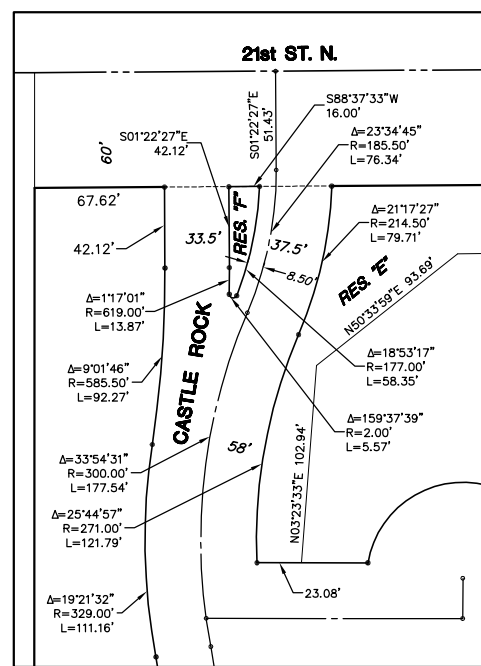 21st ST. N.
S88°37'33"W
16.00'
S01°22'27"E
51.43'
Δ=23°34'45"
R=185.50'
L=76.34'
S01°22'27"E
42.12'
60'
67.62'
Δ=21°17'27"
R=214.50'
L=79.71'
42.12'
33.5'
RES. "F"
37.5'
8.50'
RES. "E"
N50°33'59"E 93.69'
Δ=1°17'01"
R=619.00'
L=13.87'
Δ=18°53'17"
R=177.00'
L=58.35'
Δ=9°01'46"
R=585.50'
L=92.27'
CASTLE ROCK
Δ=159°37'39"
R=2.00'
L=5.57'
58'
Δ=33°54'31"
R=300.00'
L=177.54'
N03°23'33"E 102.94'
Δ=25°44'57"
R=271.00'
L=121.79'
23.08'
Δ=19°21'32"
R=329.00'
L=111.16'